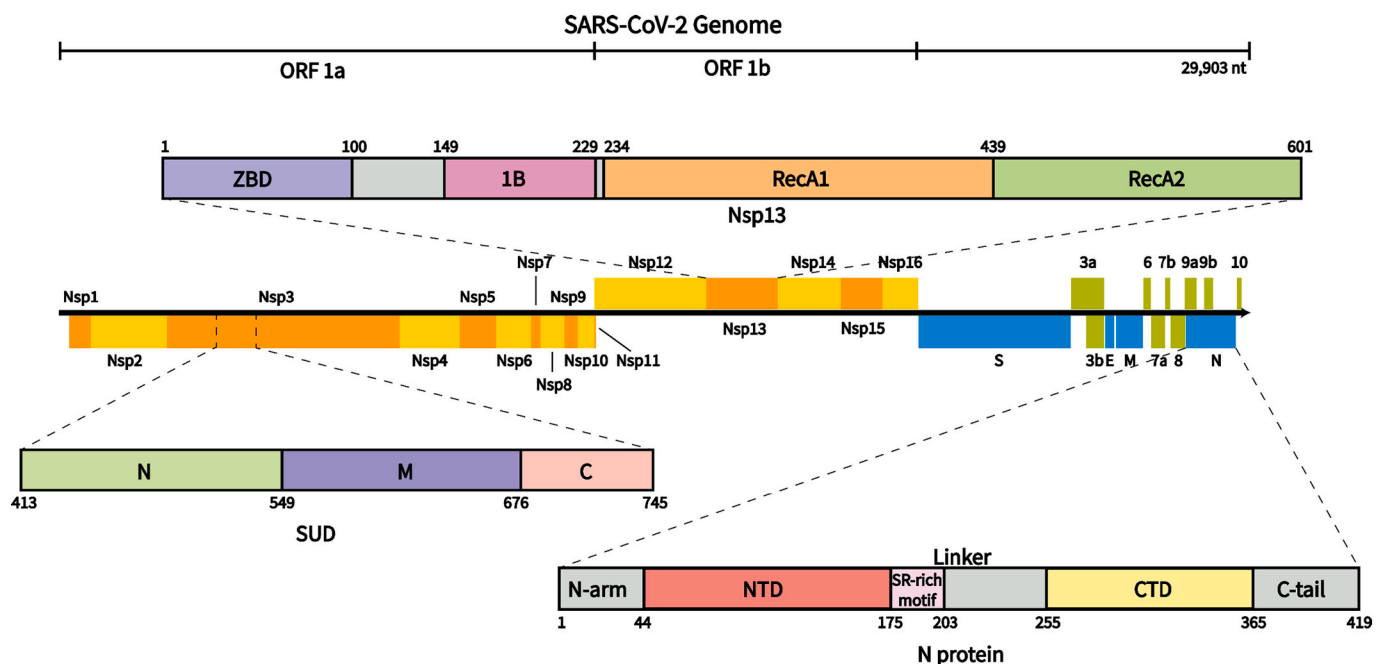 SARS-CoV-2 Genome
ORF 1a
ORF 1b
29,903 nt
1 100 149 229 234 439 601
ZBD 1B RecA1 RecA2
Nsp13
Nsp7 Nsp12 Nsp14 Nsp16 3a 6 7b 9a 9b 10
Nsp1 Nsp3 Nsp5 Nsp9
Nsp13 Nsp15
Nsp2 Nsp4 Nsp6 Nsp10 Nsp11 S 3b E M 7a 8 N
Nsp8
N M C
413 549 676 745
SUD
Linker
N-arm NTD SR-rich
motif CTD C-tail
1 44 175 203 255 365 419
N protein